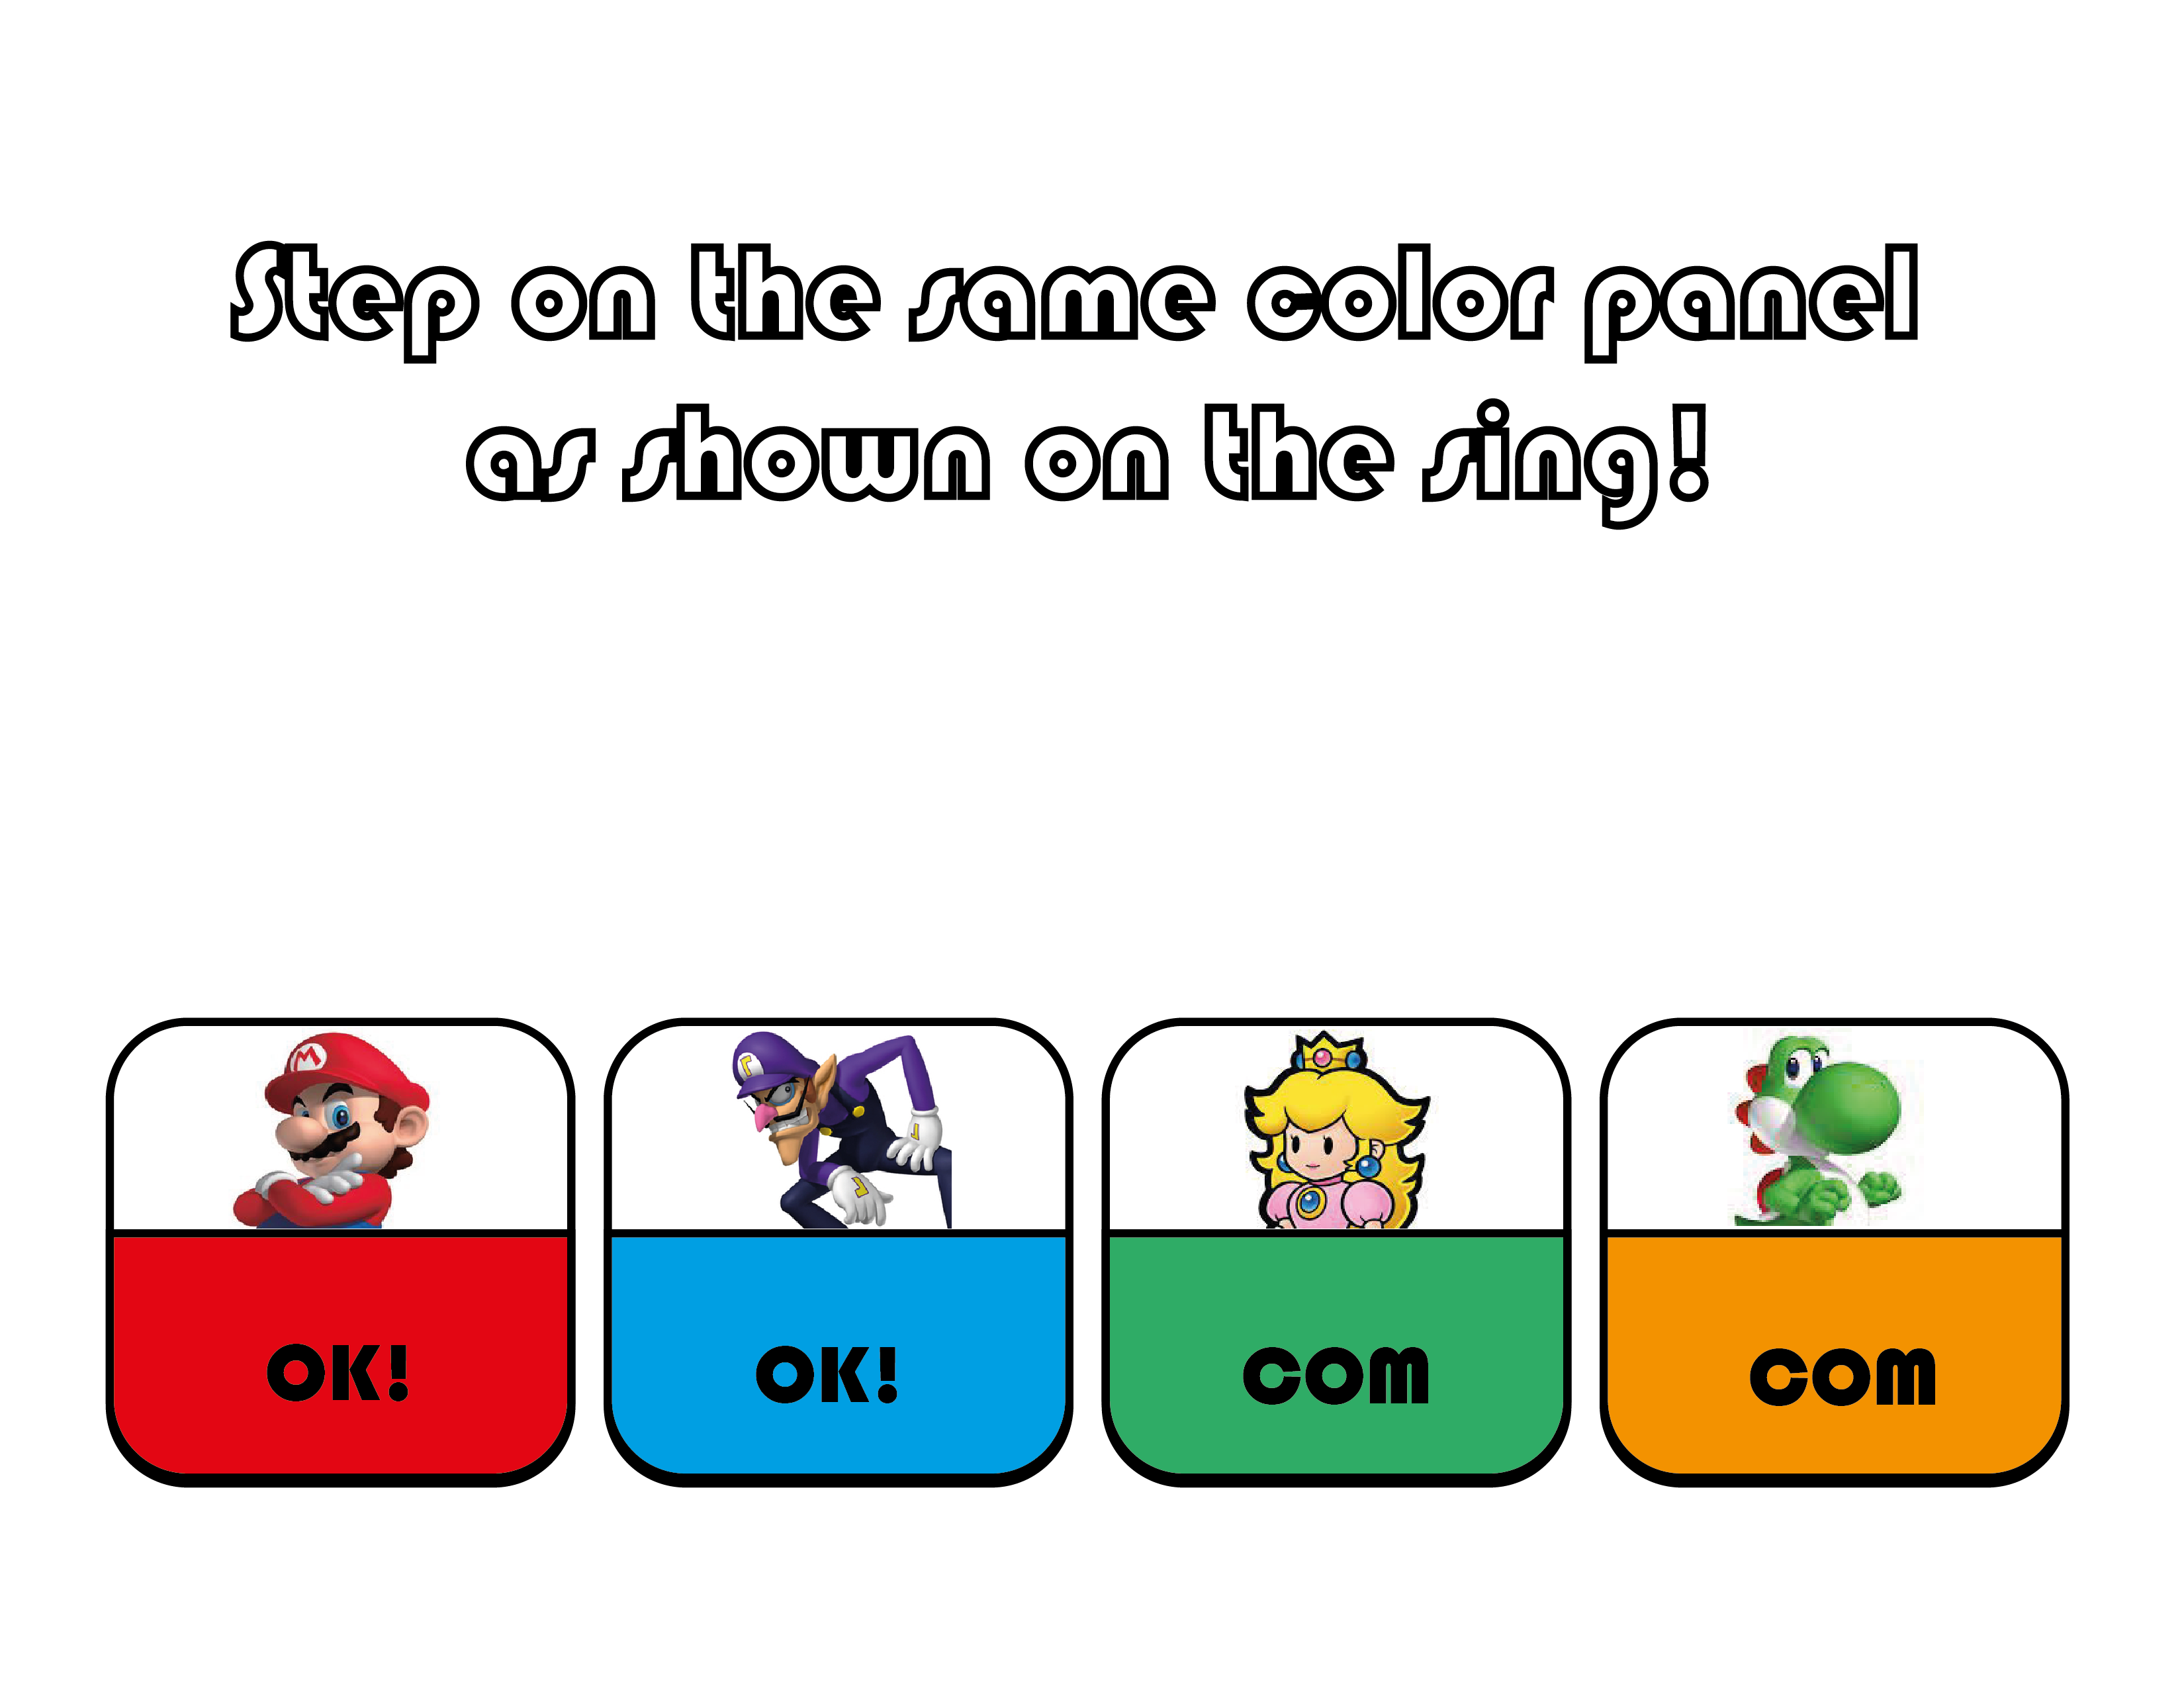 Step on the same color panel
as shown on the sing!
OK!
OK!
COM
COM